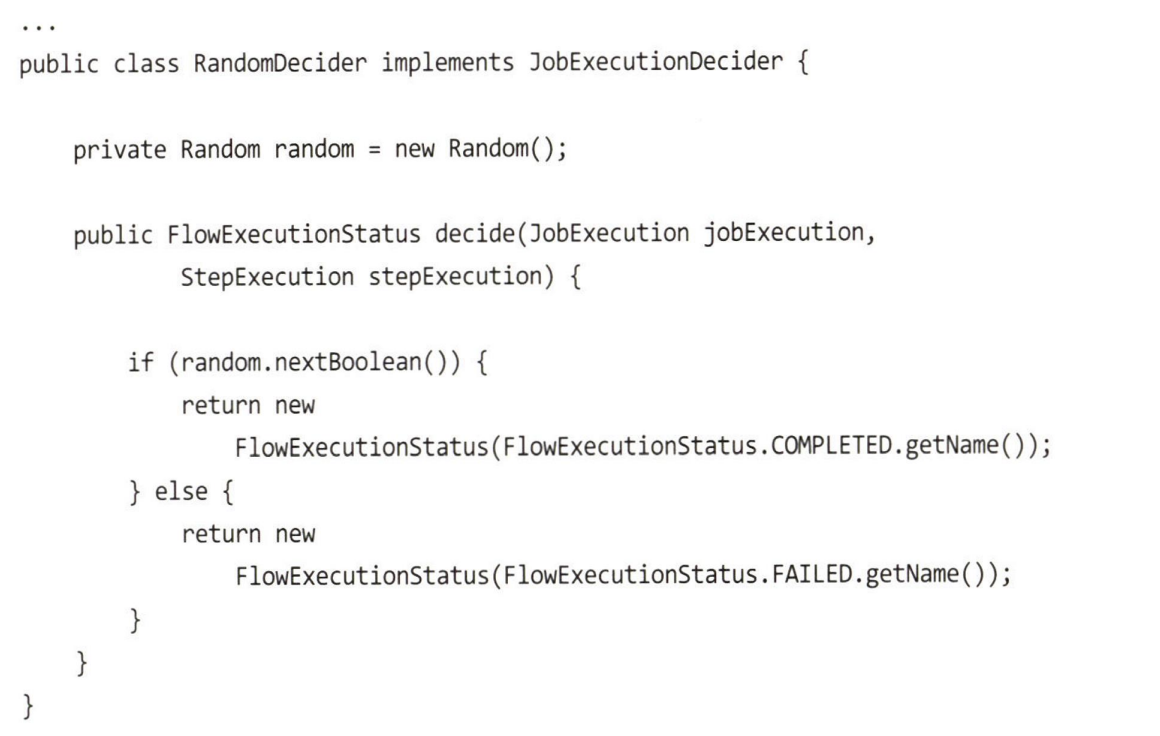 ...
public class RandomDecider implements JobExecutionDecider {
    private Random random = new Random();
    public FlowExecutionStatus decide(JobExecution jobExecution,
            StepExecution stepExecution) {
        if (random.nextBoolean()) {
            return new
                FlowExecutionStatus(FlowExecutionStatus.COMPLETED.getName());
        } else {
            return new
                FlowExecutionStatus(FlowExecutionStatus.FAILED.getName());
        }
    }
}